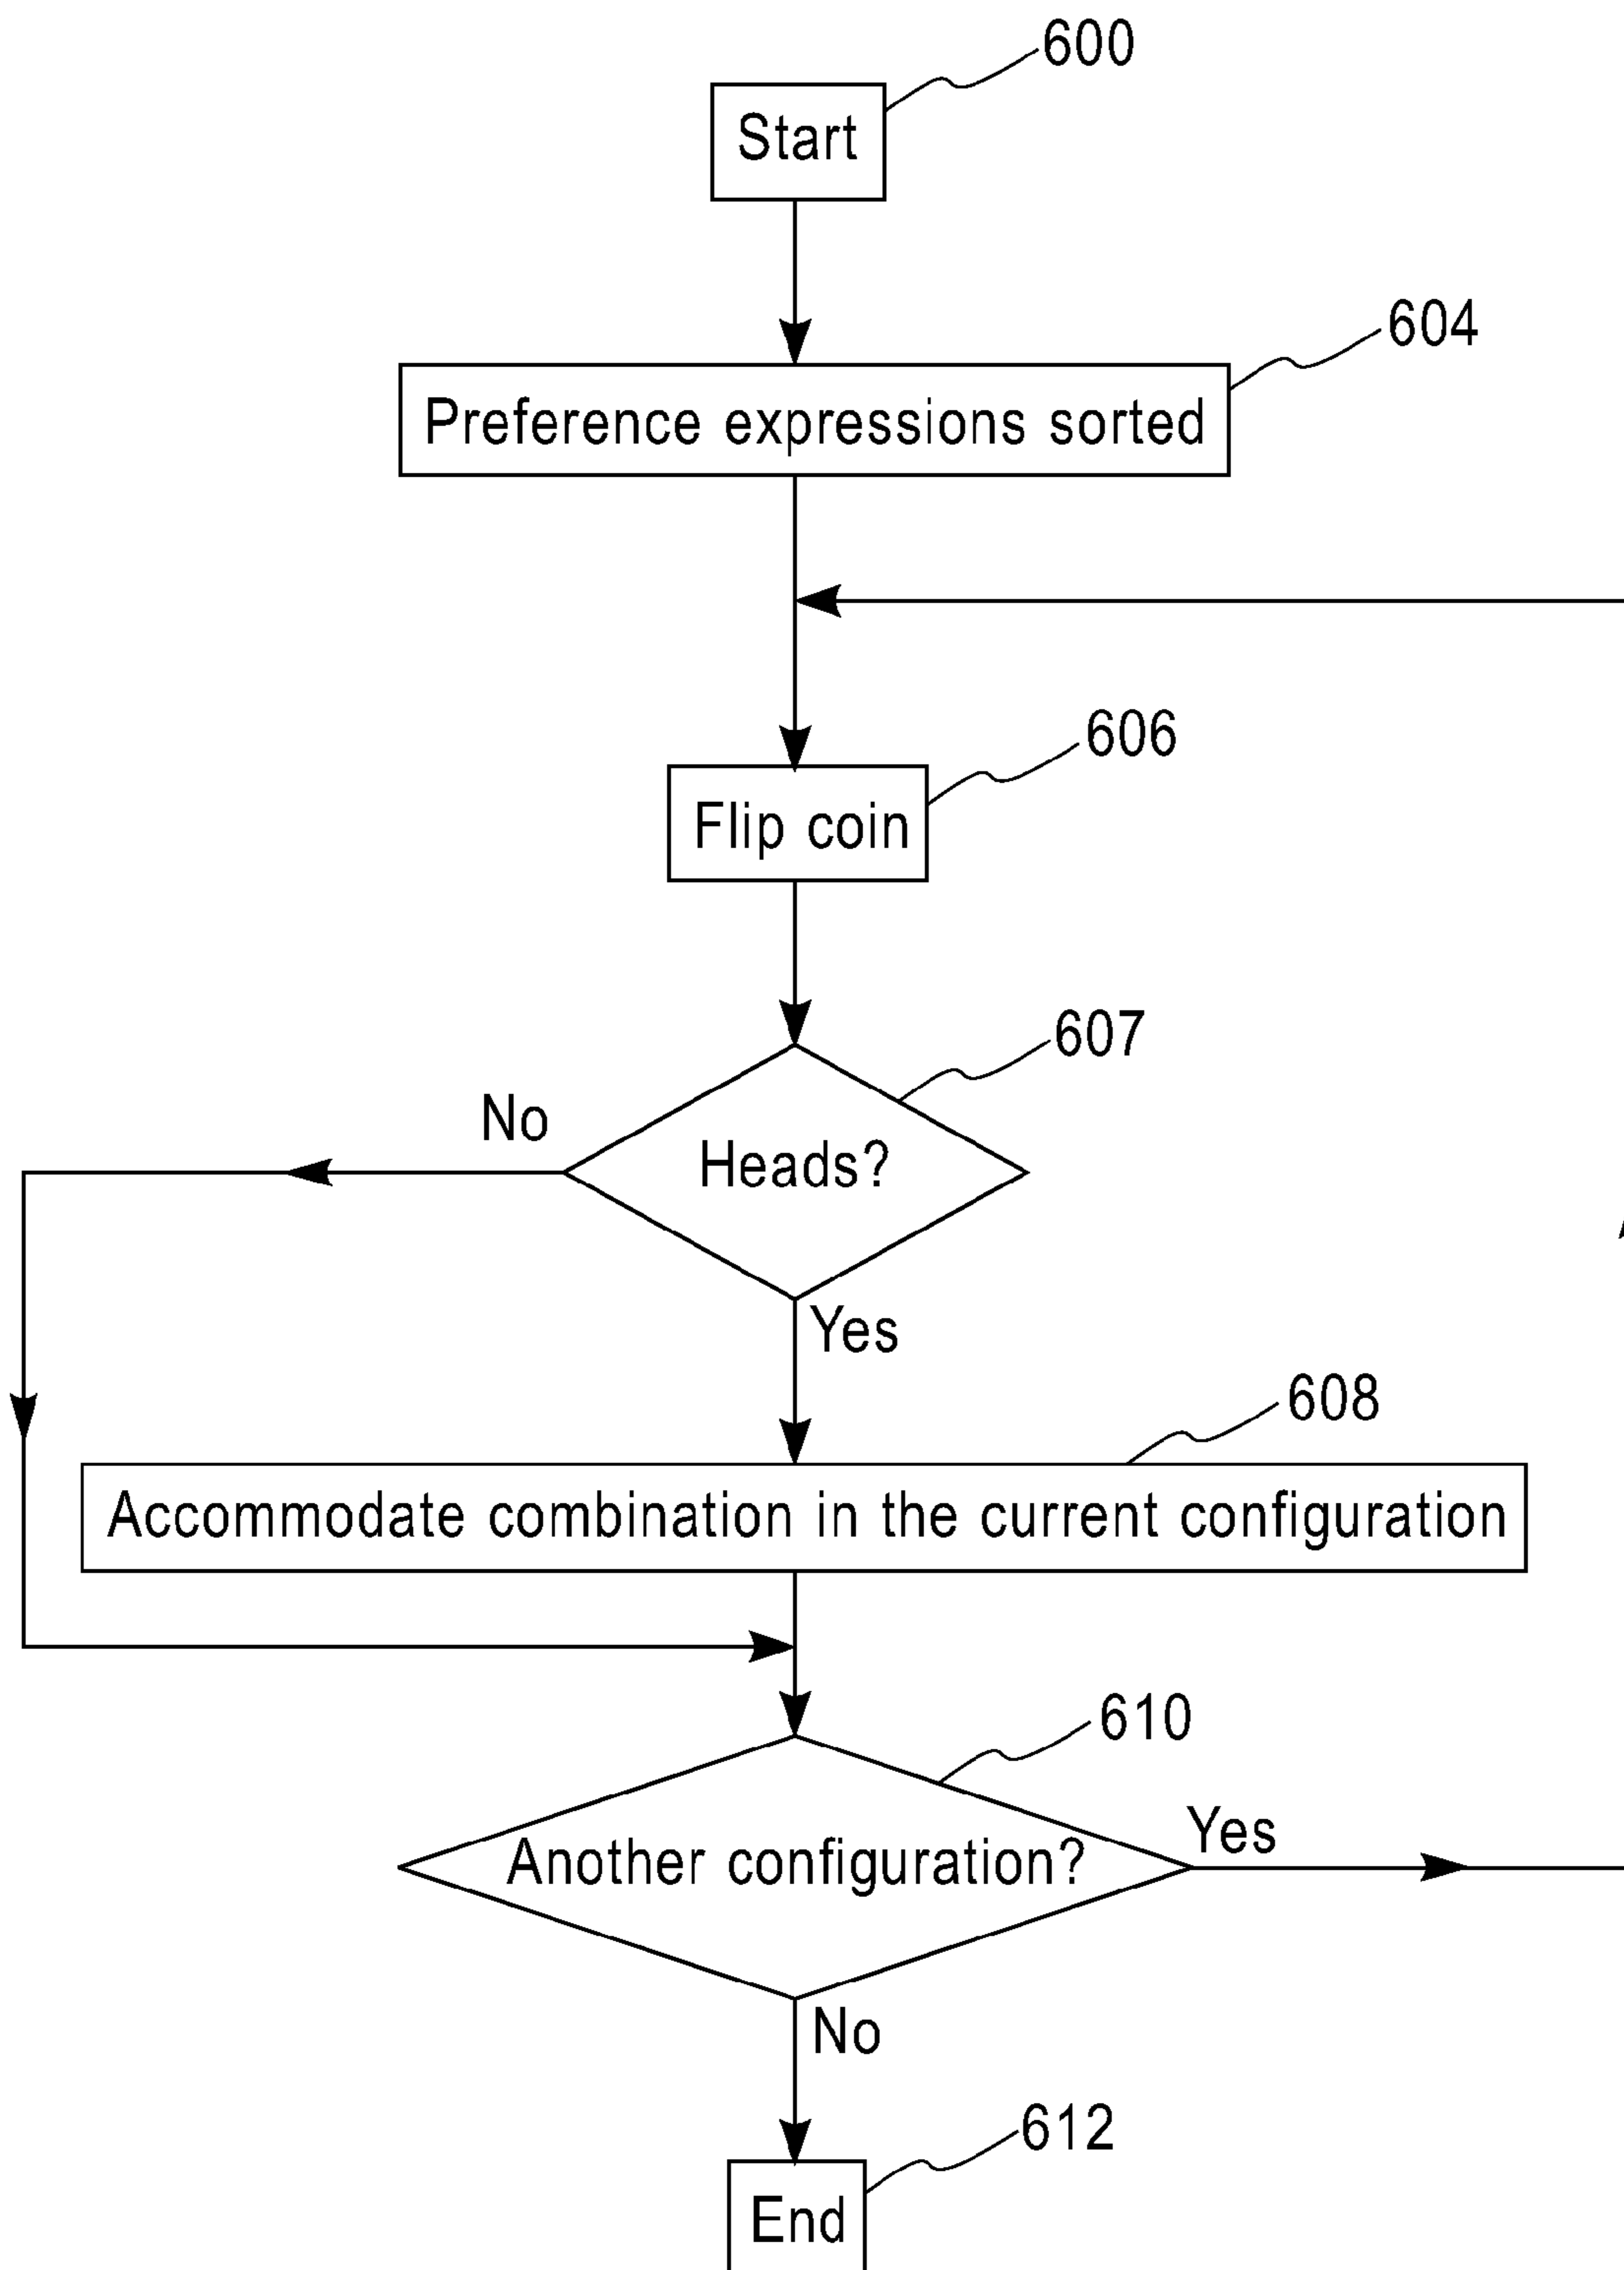 600
Start
604
Preference expressions sorted
606
Flip coin
607
No
Heads?
Yes
608
Accommodate combination in the current configuration
610
Yes
Another configuration?
No
612
End